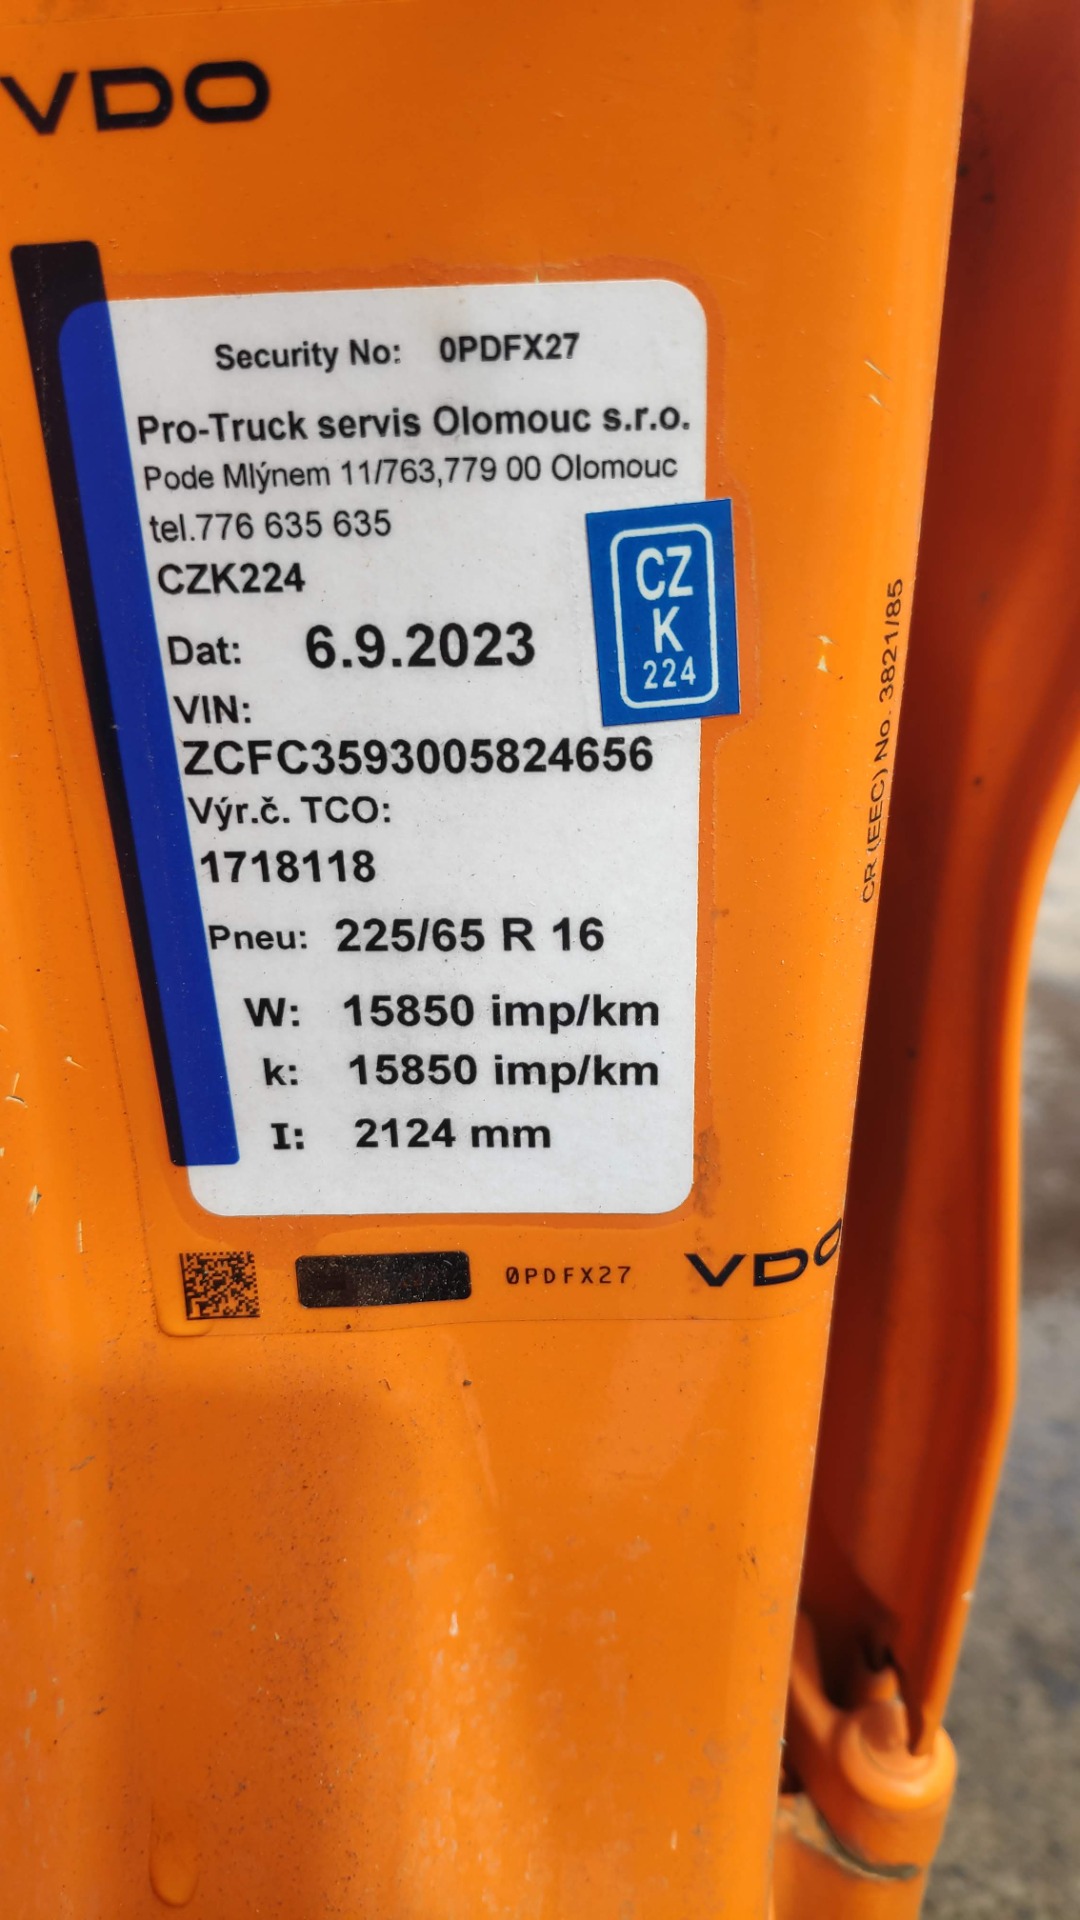 VDO
Security No: 0PDFX27
Pro-Truck servis Olomouc s.r.o.
Pode Mlýnem 11/763,779 00 Olomouc
tel.776 635 635
CZK224
Dat: 6.9.2023
VIN:
ZCFC3593005824656
Výr.č. TCO:
1718118
Pneu: 225/65 R 16
W: 15850 imp/km
k: 15850 imp/km
I: 2124 mm
CZ
K
224
CR (EEC) No. 3821/85
0PDFX27
VDO